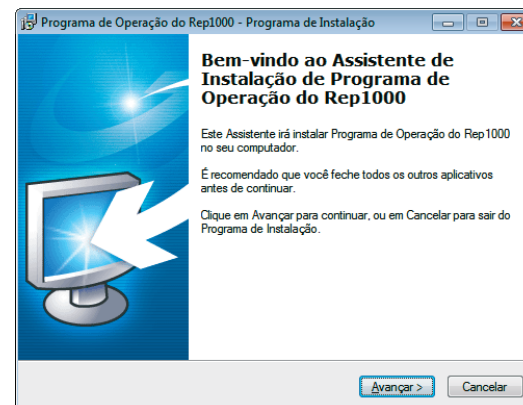 Programa de Operação do Rep1000 - Programa de Instalação
Bem-vindo ao Assistente de
Instalação de Programa de
Operação do Rep1000
Este Assistente irá instalar Programa de Operação do Rep1000
no seu computador.
É recomendado que você feche todos os outros aplicativos
antes de continuar.
Clique em Avançar para continuar, ou em Cancelar para sair do
Programa de Instalação.
Avançar >
Cancelar